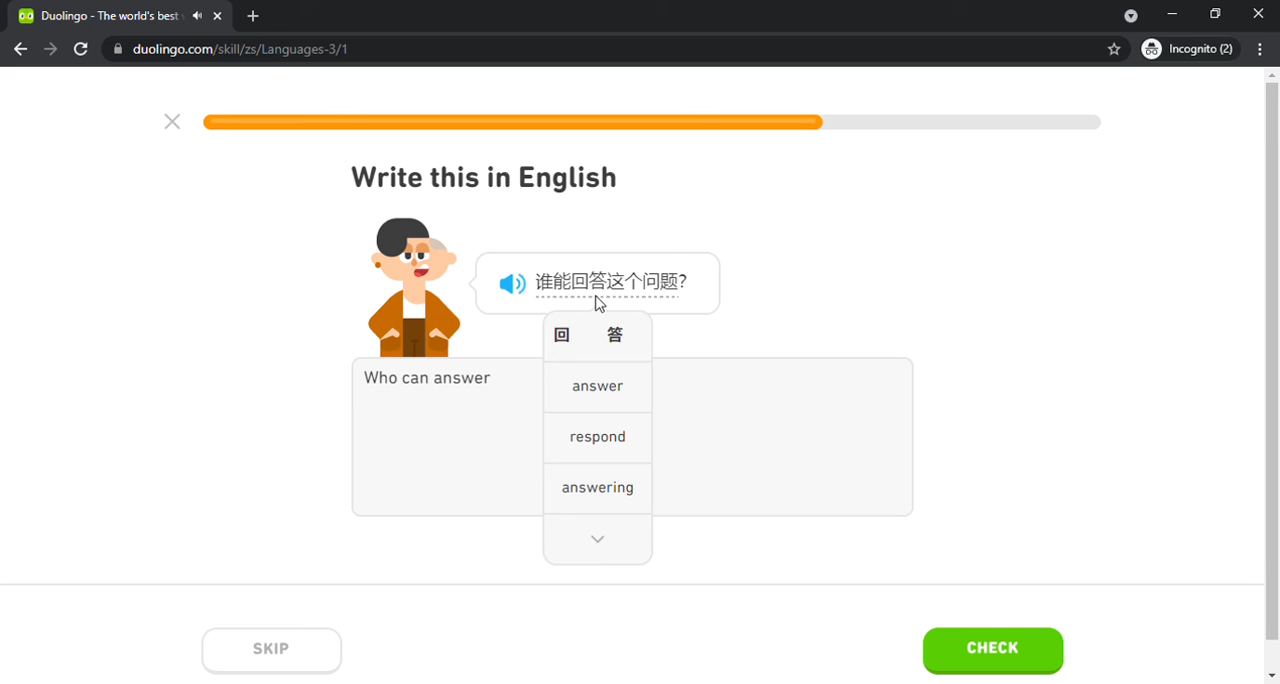 Duolingo - The world's best
duolingo.com/skill/zs/Languages-3/1
Incognito (2)
Write this in English
谁能回答这个问题?
回 答
Who can answer
answer
respond
answering
SKIP
CHECK